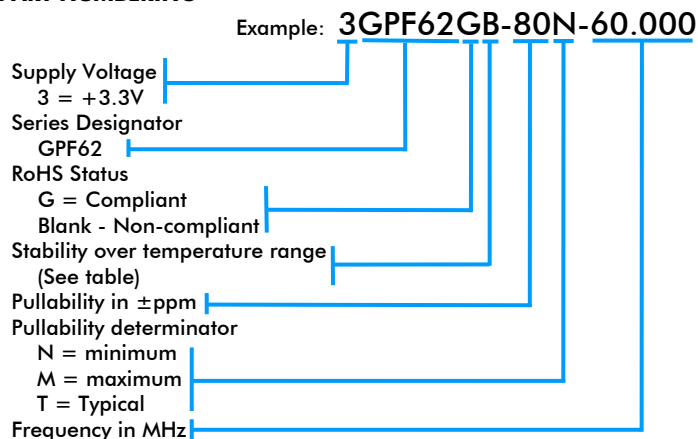 Example: 3GPF62GB-80N-60.000
Supply Voltage
3 = +3.3V
Series Designator
GPF62
RoHS Status
G = Compliant
Blank - Non-compliant
Stability over temperature range
(See table)
Pullability in ±ppm
Pullability determinator
N = minimum
M = maximum
T = Typical
Frequency in MHz